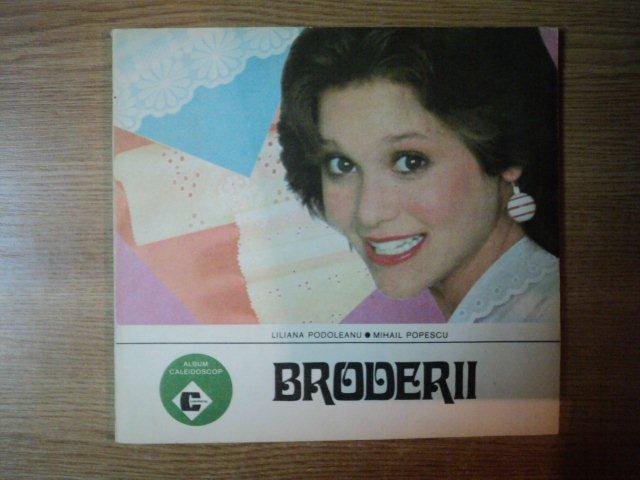 LILIANA PODOLEANU ● MIHAIL POPESCU
ALBUM
CALEIDOSCOP
C
BRODERII